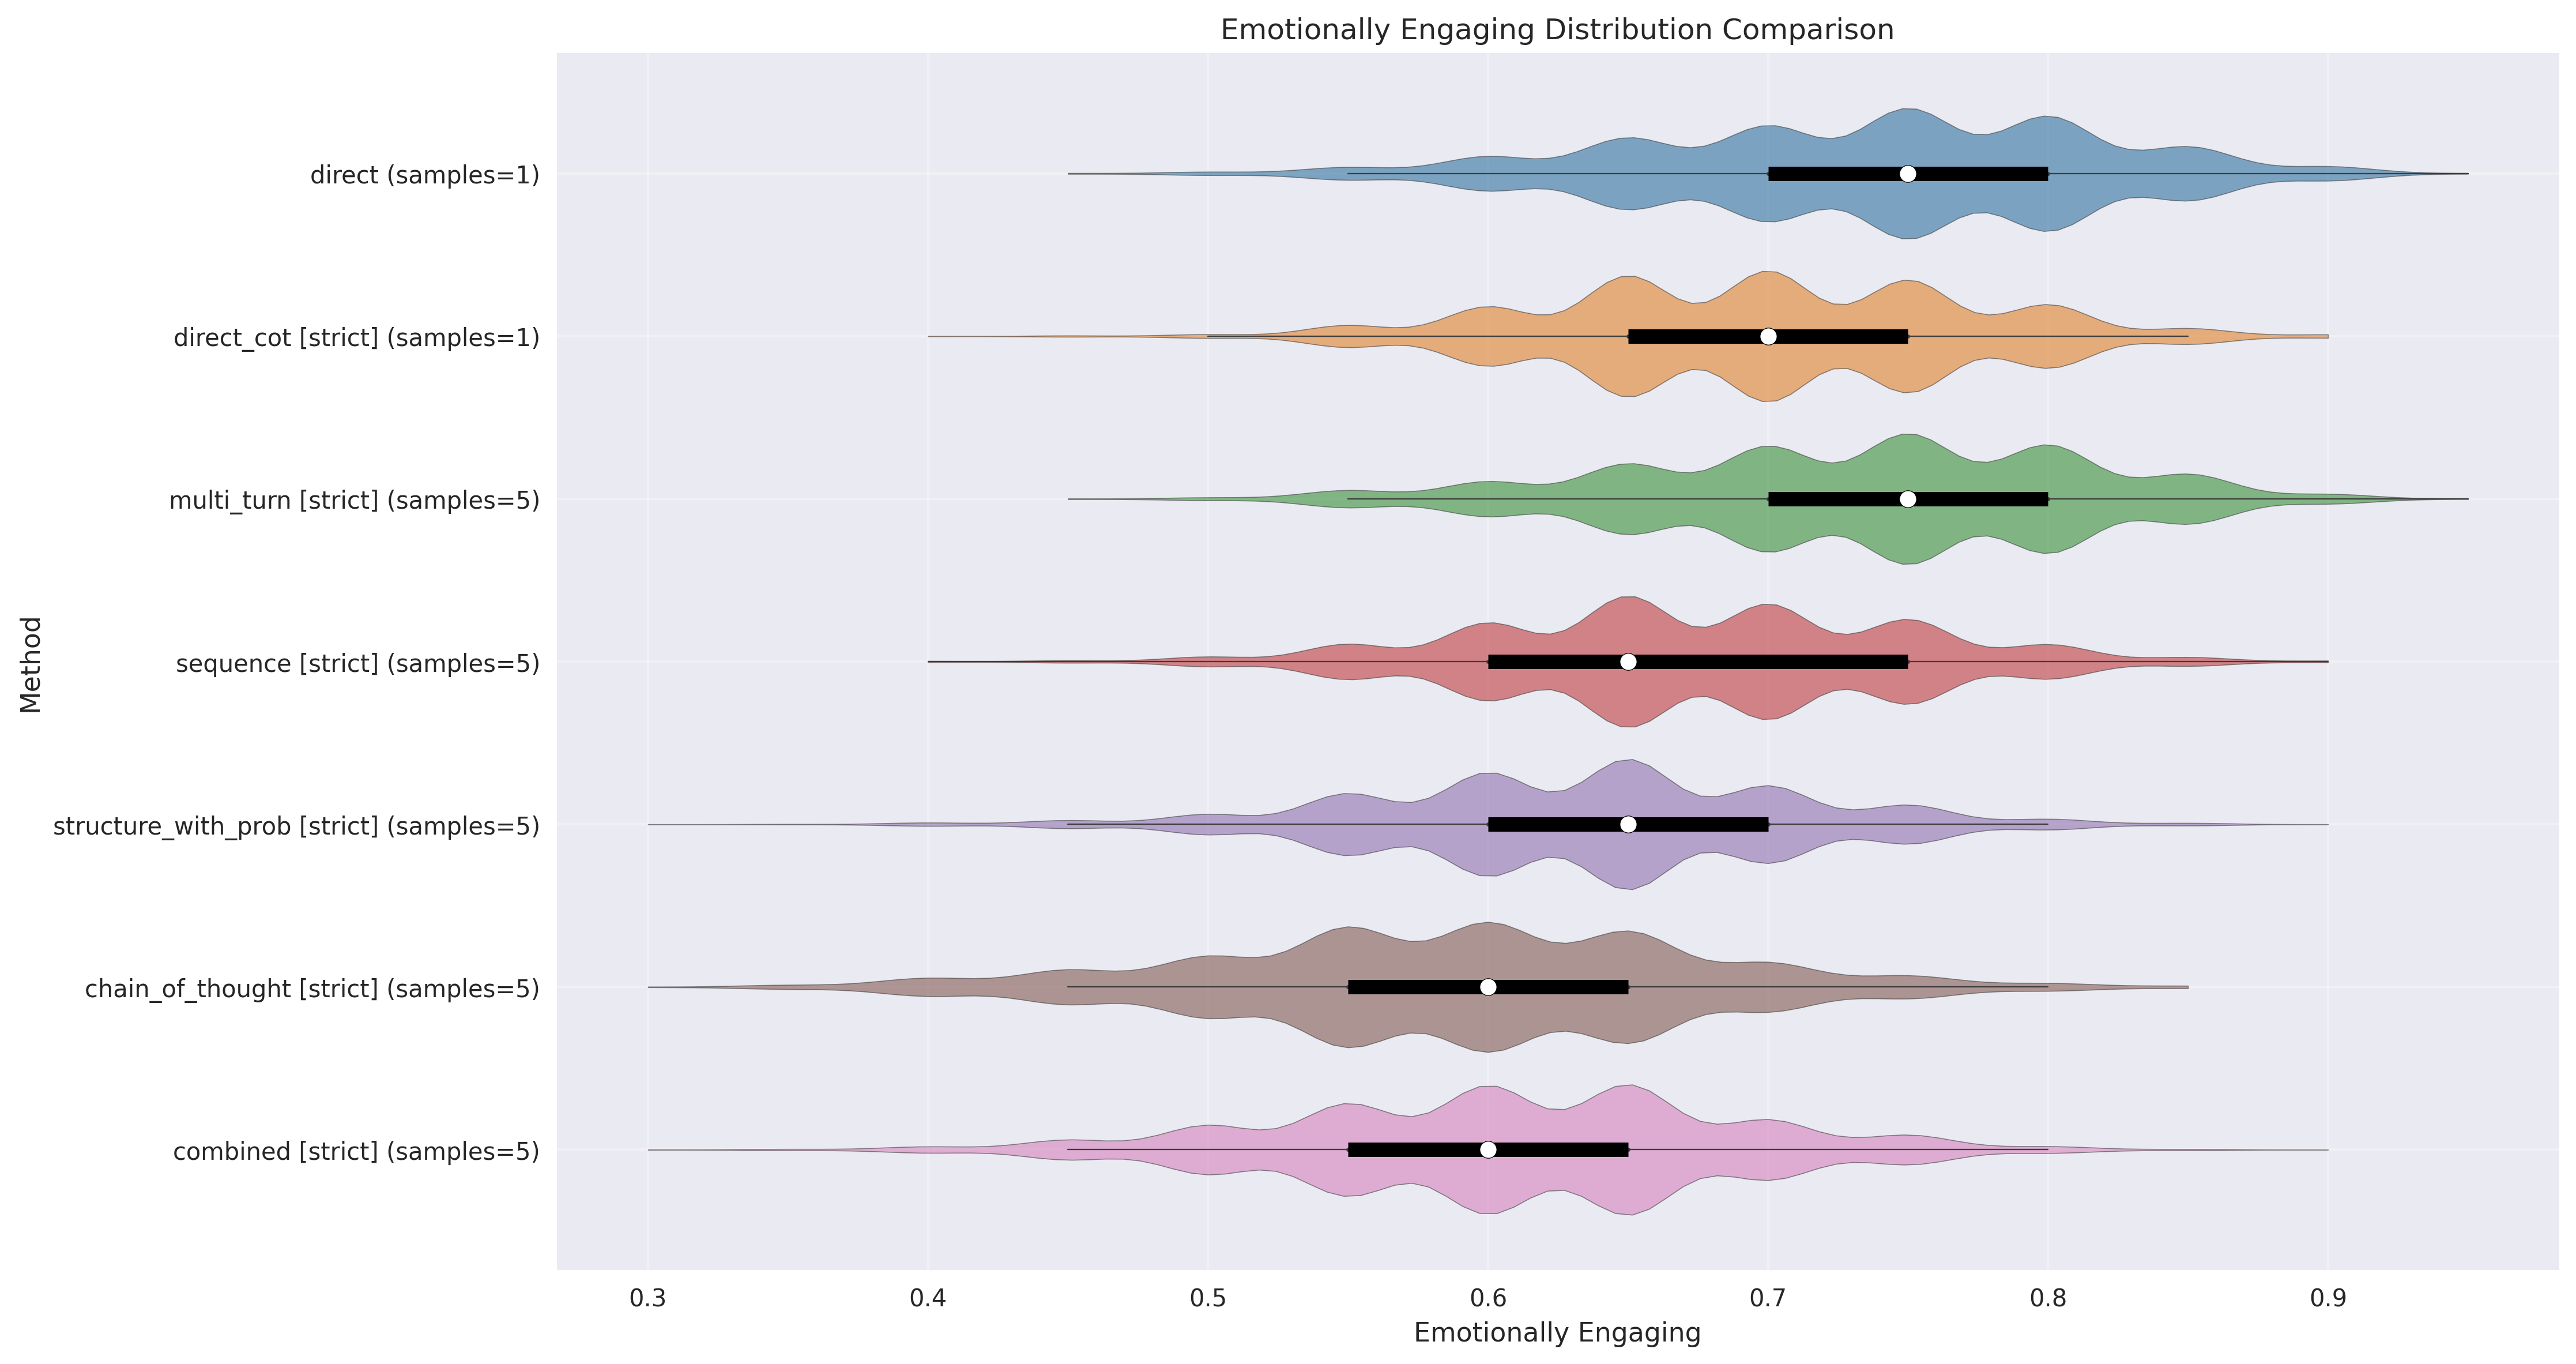 Emotionally Engaging Distribution Comparison
Method
direct (samples=1)
direct_cot [strict] (samples=1)
multi_turn [strict] (samples=5)
sequence [strict] (samples=5)
structure_with_prob [strict] (samples=5)
chain_of_thought [strict] (samples=5)
combined [strict] (samples=5)
0.3 0.4 0.5 0.6 0.7 0.8 0.9
Emotionally Engaging